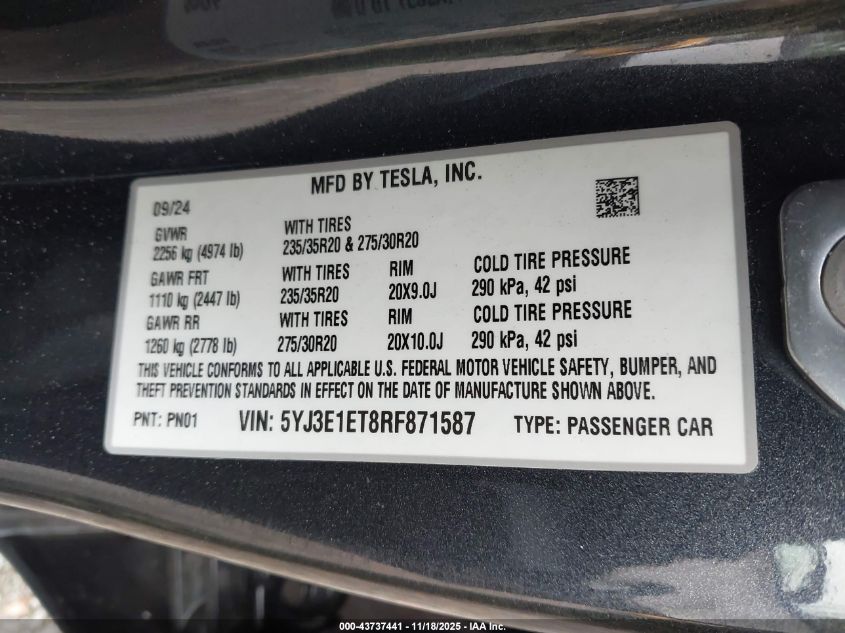 MFD BY TESLA, INC.
09/24
GVWR
2256 kg (4974 lb)
WITH TIRES
235/35R20 & 275/30R20
GAWR FRT
1110 kg (2447 lb)
WITH TIRES
235/35R20
RIM
20X9.0J
COLD TIRE PRESSURE
290 kPa, 42 psi
GAWR RR
1260 kg (2778 lb)
WITH TIRES
275/30R20
RIM
20X10.0J
COLD TIRE PRESSURE
290 kPa, 42 psi
THIS VEHICLE CONFORMS TO ALL APPLICABLE U.S. FEDERAL MOTOR VEHICLE SAFETY, BUMPER, AND
THEFT PREVENTION STANDARDS IN EFFECT ON THE DATE OF MANUFACTURE SHOWN ABOVE.
PNT: PN01 VIN: 5YJ3E1ET8RF871587 TYPE: PASSENGER CAR
000-43737441 - 11/18/2025 - IAA Inc.